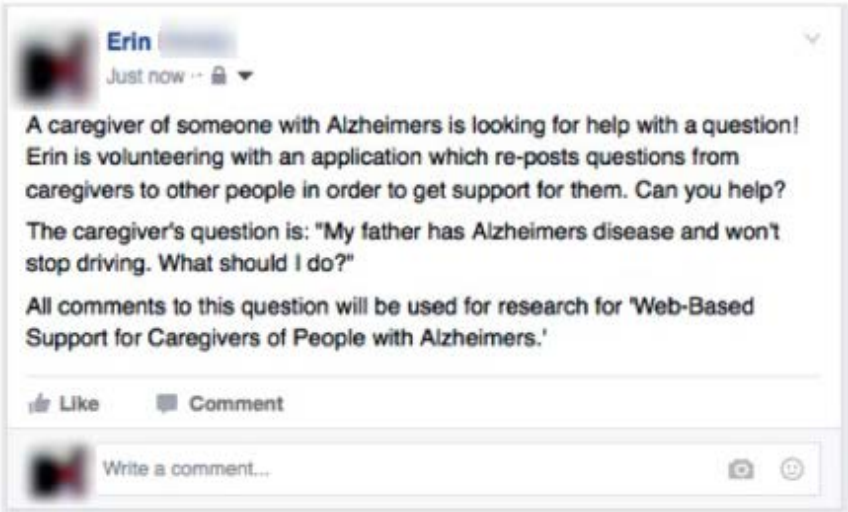 Erin
Just now
A caregiver of someone with Alzheimers is looking for help with a question!
Erin is volunteering with an application which re-posts questions from
caregivers to other people in order to get support for them. Can you help?
The caregiver's question is: "My father has Alzheimers disease and won't
stop driving. What should I do?"
All comments to this question will be used for research for 'Web-Based
Support for Caregivers of People with Alzheimers.'
Like Comment
Write a comment...